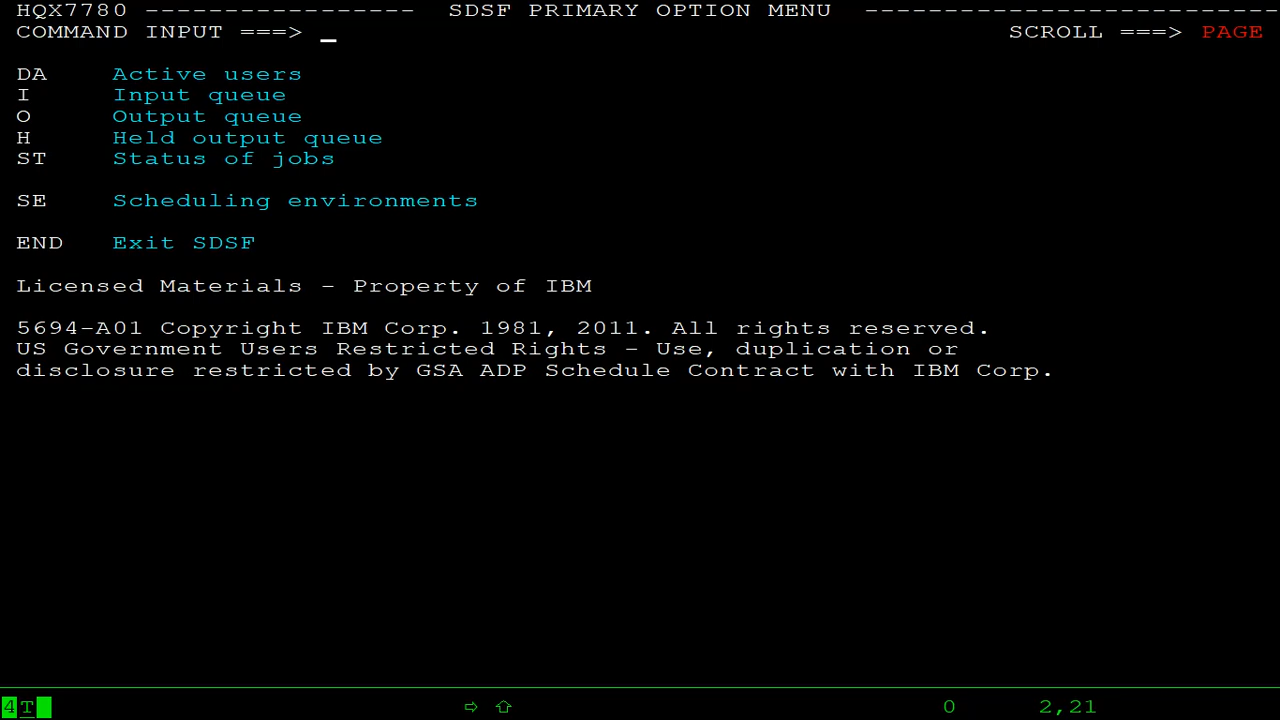 HQX7780 ----------------- SDSF PRIMARY OPTION MENU --------------------------
COMMAND INPUT ===> _ SCROLL ===> PAGE
DA Active users
I Input queue
O Output queue
H Held output queue
ST Status of jobs
SE Scheduling environments
END Exit SDSF
Licensed Materials - Property of IBM
5694-A01 Copyright IBM Corp. 1981, 2011. All rights reserved.
US Government Users Restricted Rights - Use, duplication or
disclosure restricted by GSA ADP Schedule Contract with IBM Corp.
4T ⇨ ⇧ 0 2,21